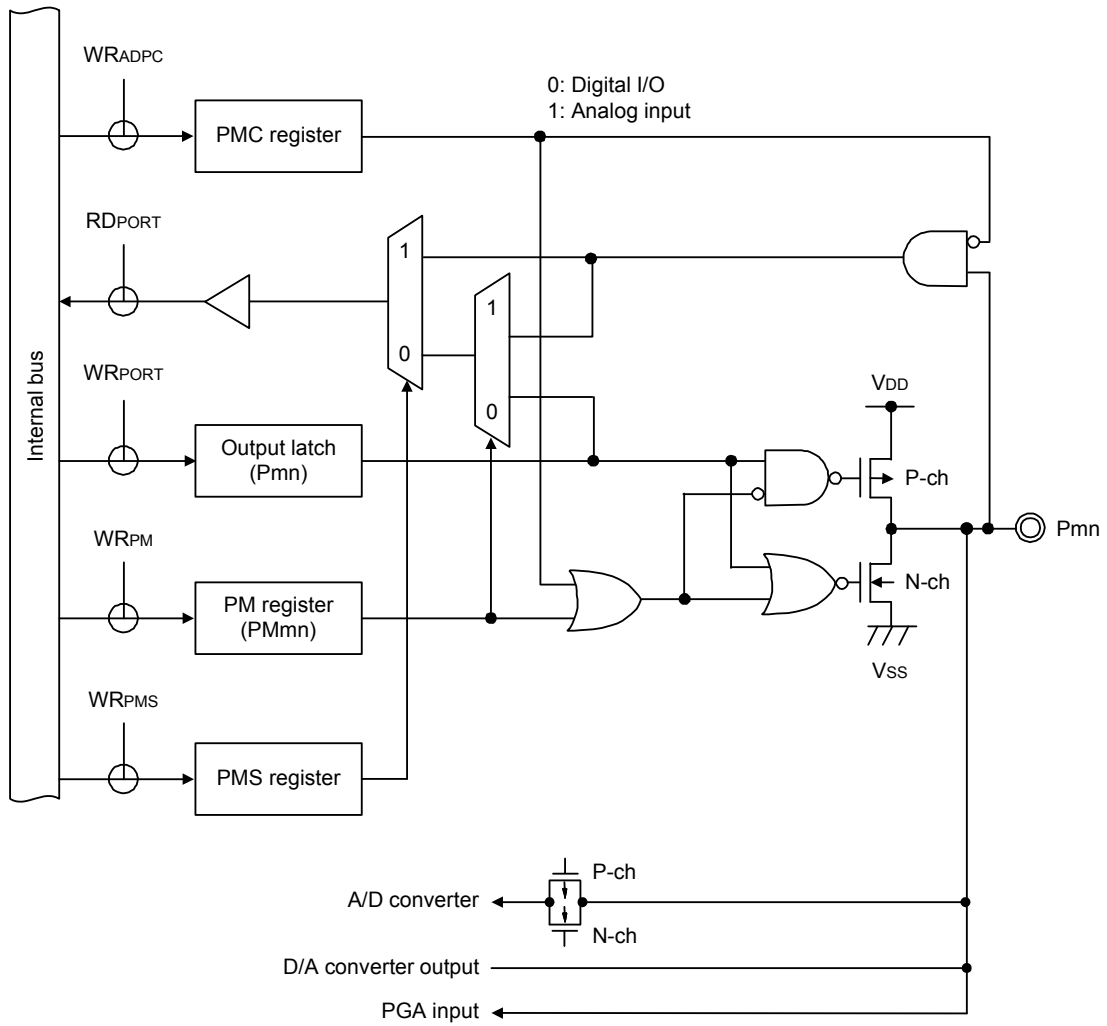 WRADPC
0: Digital I/O
1: Analog input
PMC register
RDPORT
1
1
0
0
Internal bus
WRPORT
VDD
Output latch
(Pmn)
P-ch
Pmn
WRPM
N-ch
PM register
(PMmn)
VSS
WRPMS
PMS register
P-ch
A/D converter
N-ch
D/A converter output
PGA input